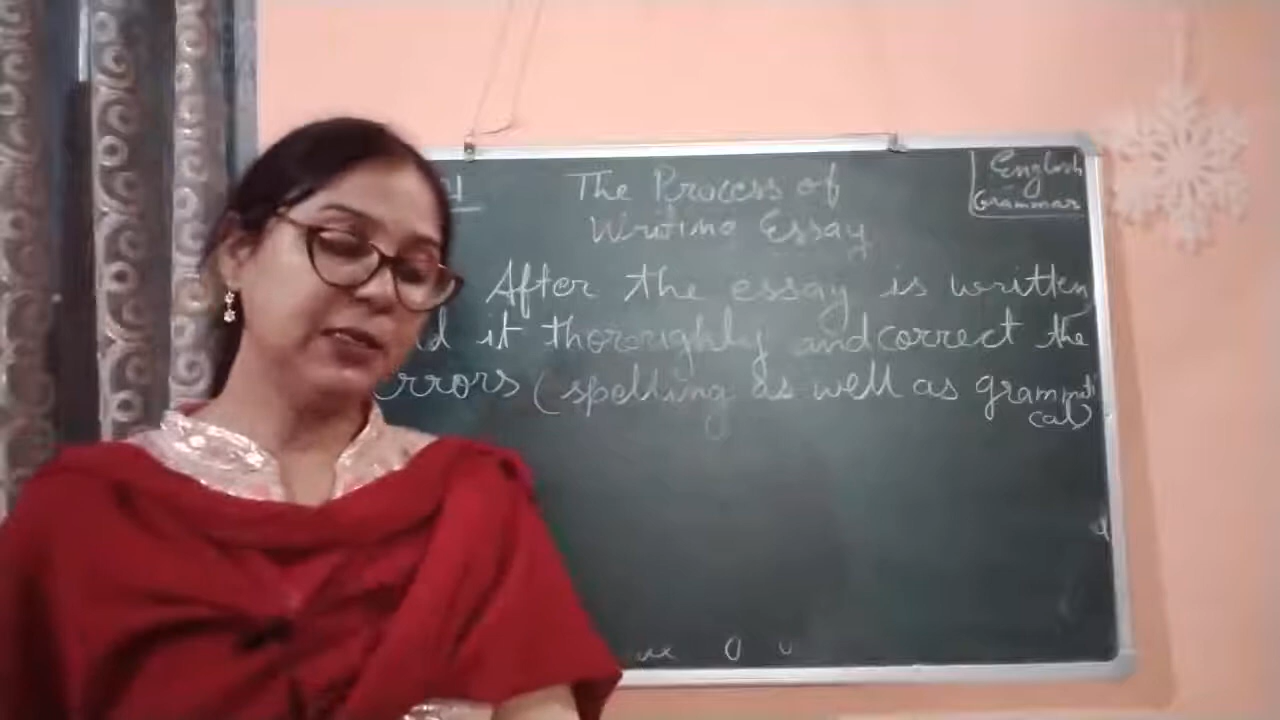 The Process of
Writing Essay
English
Grammar
After the essay is written
it thoroughly and correct the
rrors (spelling as well as grammati
cal)